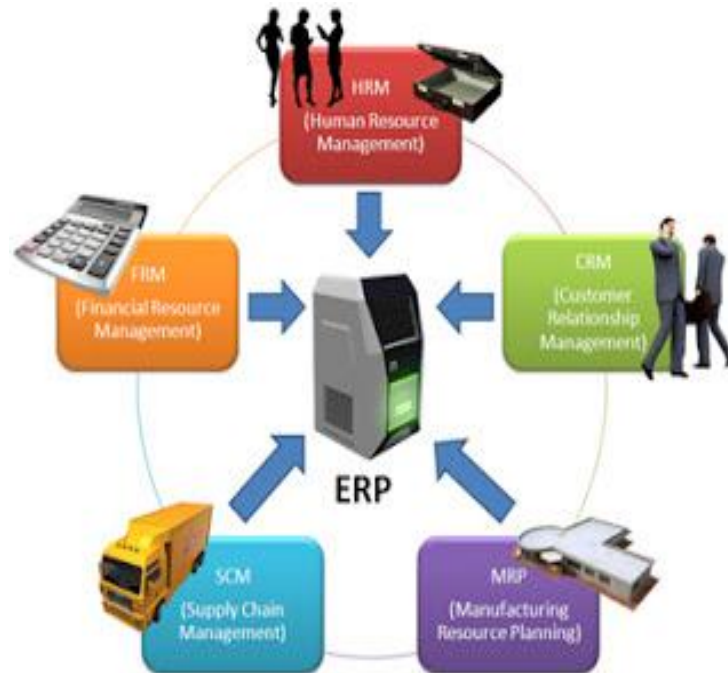 HRM
(Human Resource
Management)
FRM
(Financial Resource
Management)
CRM
(Customer
Relationship
Management)
ERP
SCM
(Supply Chain
Management)
MRP
(Manufacturing
Resource Planning)